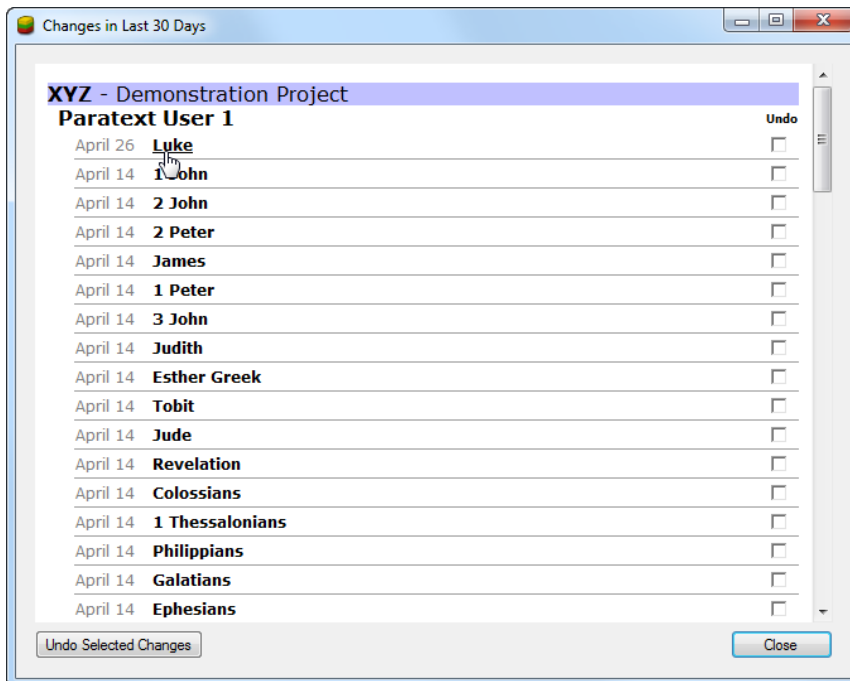 Changes in Last 30 Days
XYZ - Demonstration Project
Paratext User 1 Undo
April 26 Luke
April 14 1 John
April 14 2 John
April 14 2 Peter
April 14 James
April 14 1 Peter
April 14 3 John
April 14 Judith
April 14 Esther Greek
April 14 Tobit
April 14 Jude
April 14 Revelation
April 14 Colossians
April 14 1 Thessalonians
April 14 Philippians
April 14 Galatians
April 14 Ephesians
Undo Selected Changes Close